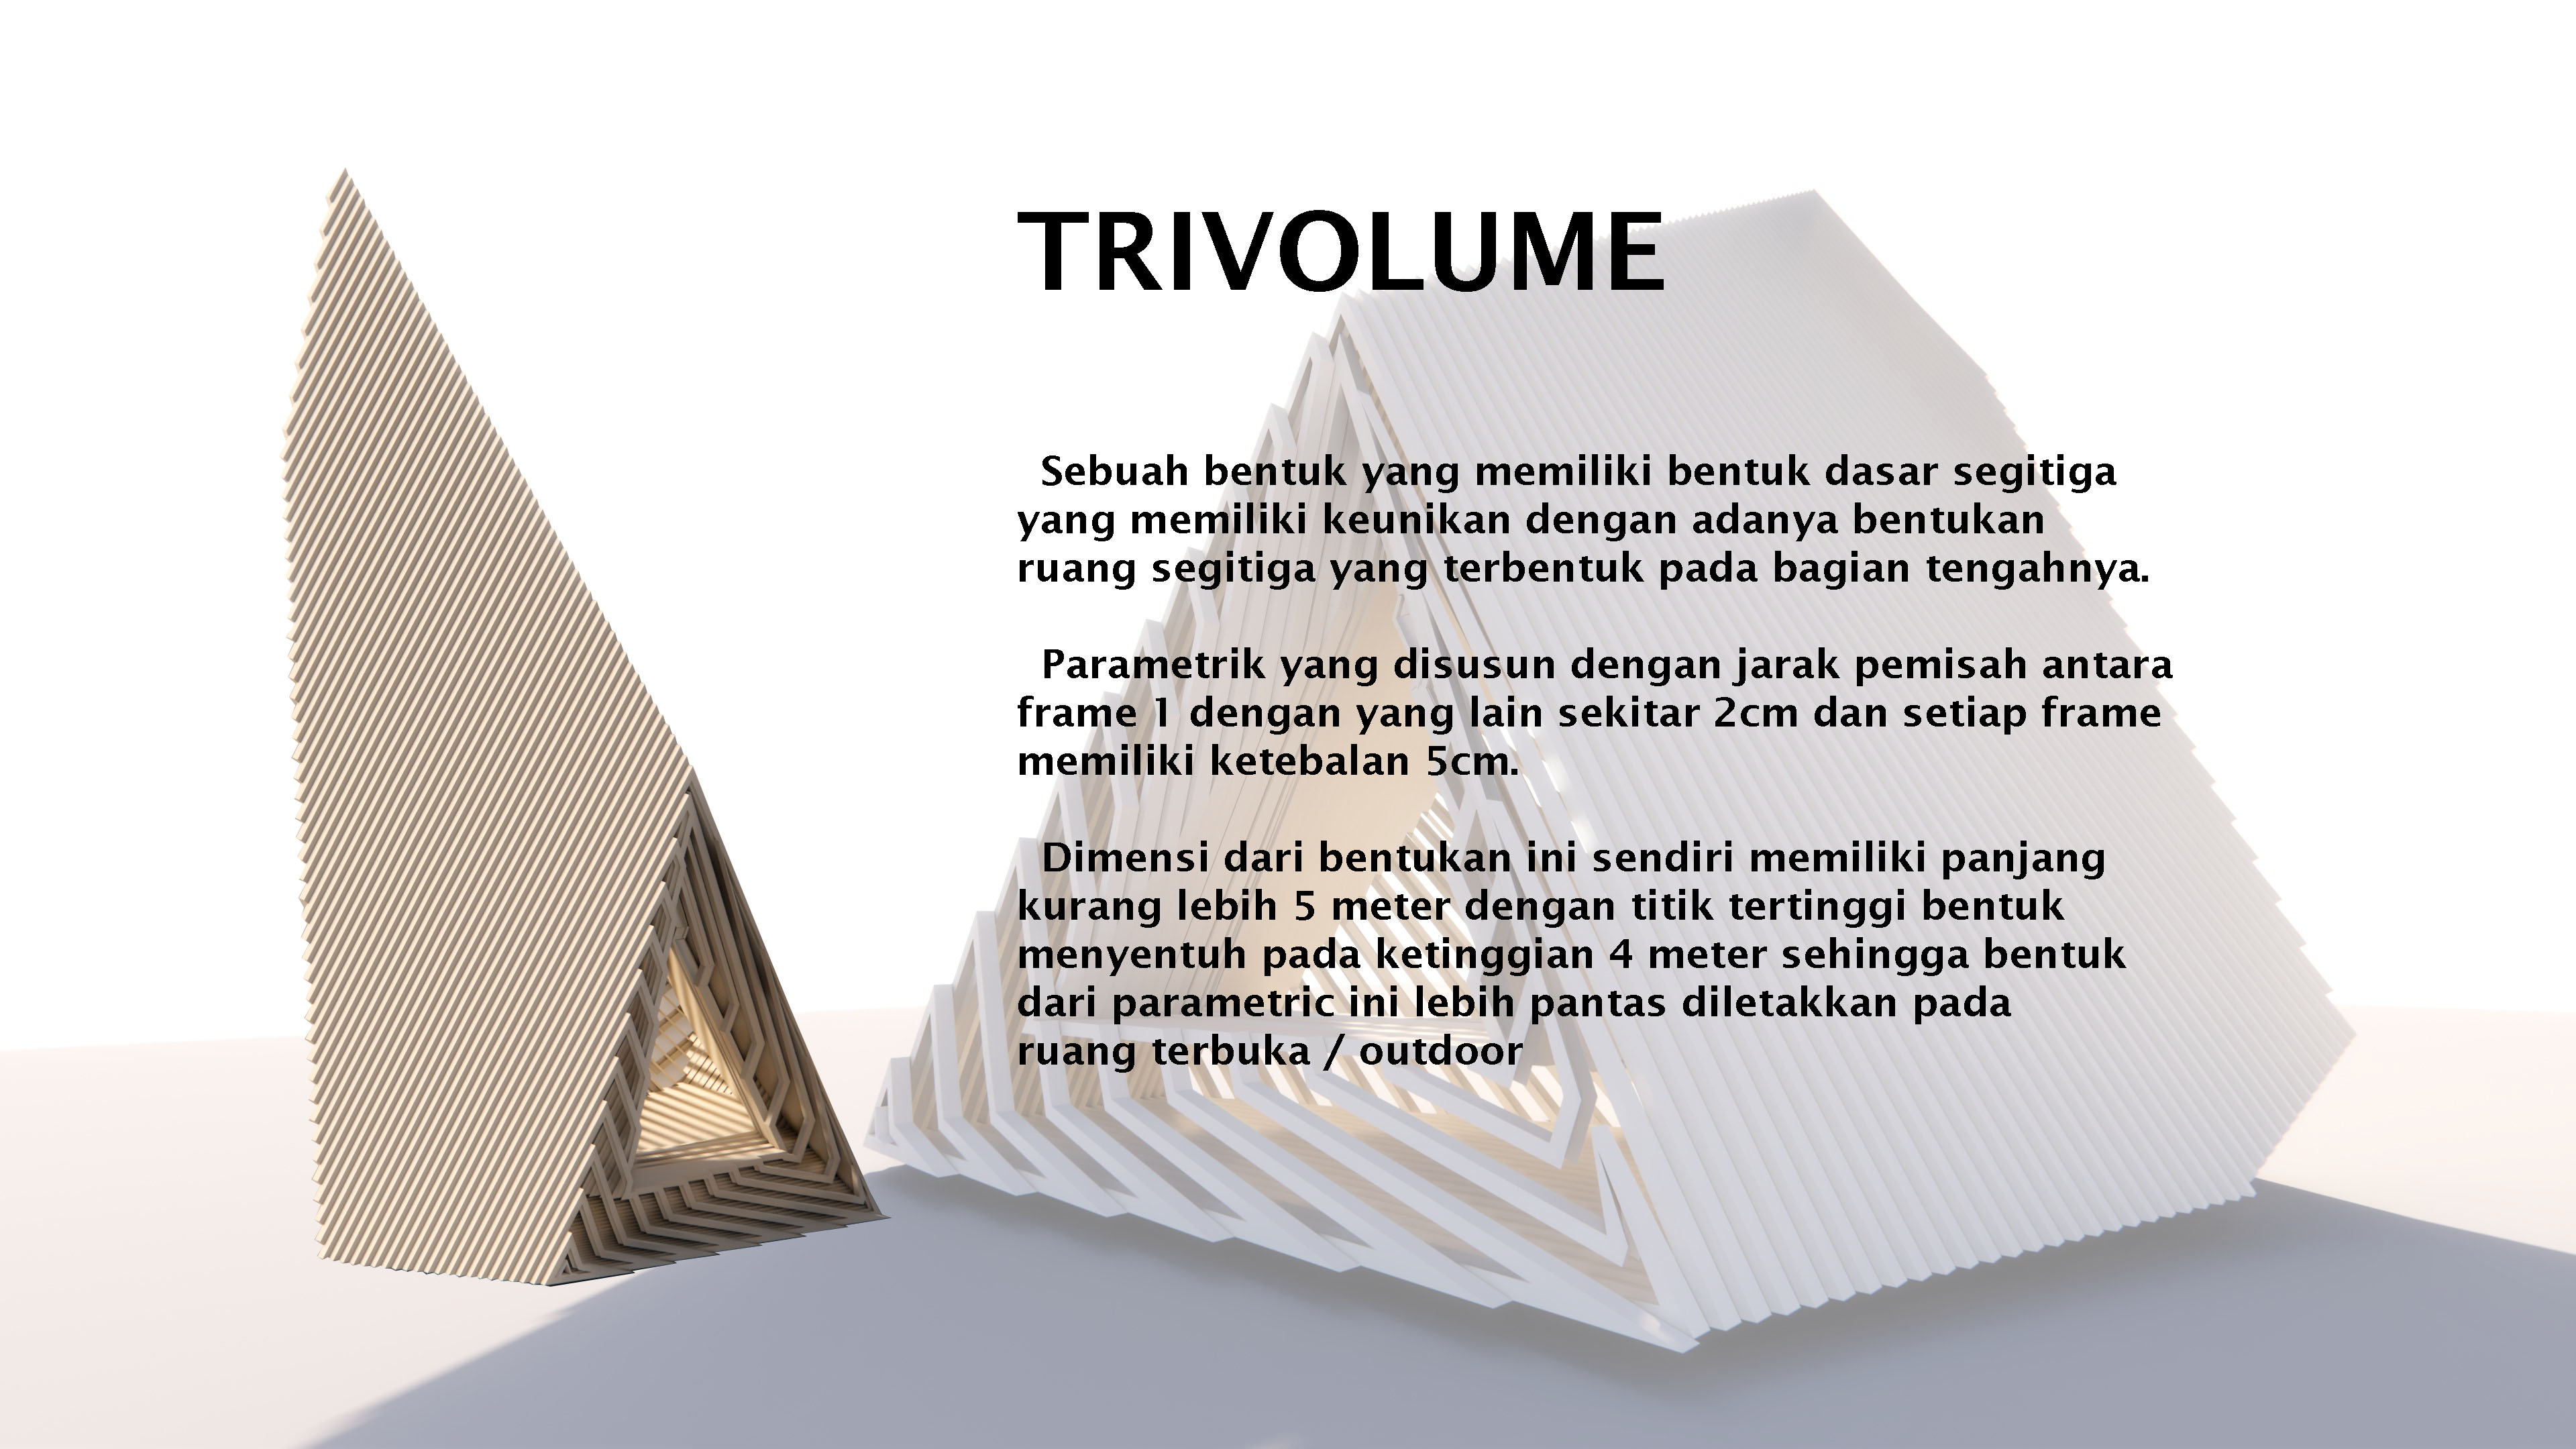 TRIVOLUME
Sebuah bentuk yang memiliki bentuk dasar segitiga
yang memiliki keunikan dengan adanya bentukan
ruang segitiga yang terbentuk pada bagian tengahnya.
Parametrik yang disusun dengan jarak pemisah antara
frame 1 dengan yang lain sekitar 2cm dan setiap frame
memiliki ketebalan 5cm.
Dimensi dari bentukan ini sendiri memiliki panjang
kurang lebih 5 meter dengan titik tertinggi bentuk
menyentuh pada ketinggian 4 meter sehingga bentuk
dari parametric ini lebih pantas diletakkan pada
ruang terbuka / outdoor